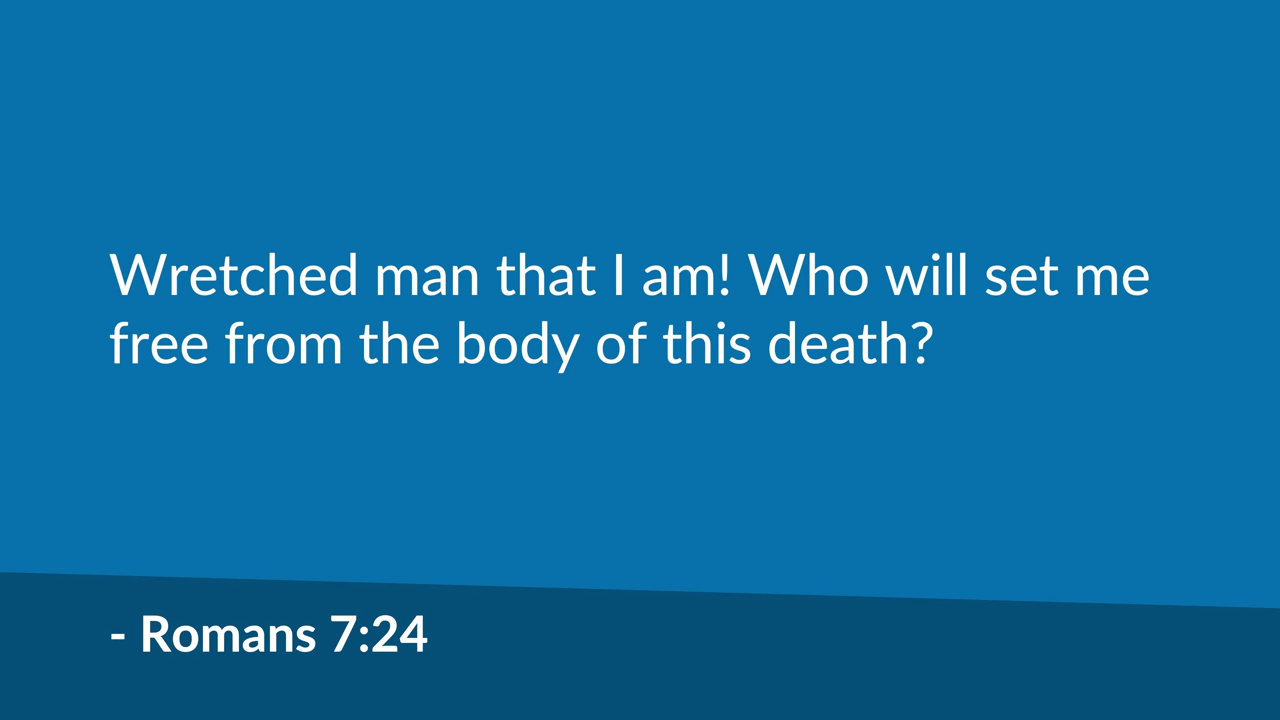 Wretched man that I am! Who will set me
free from the body of this death?
- Romans 7:24